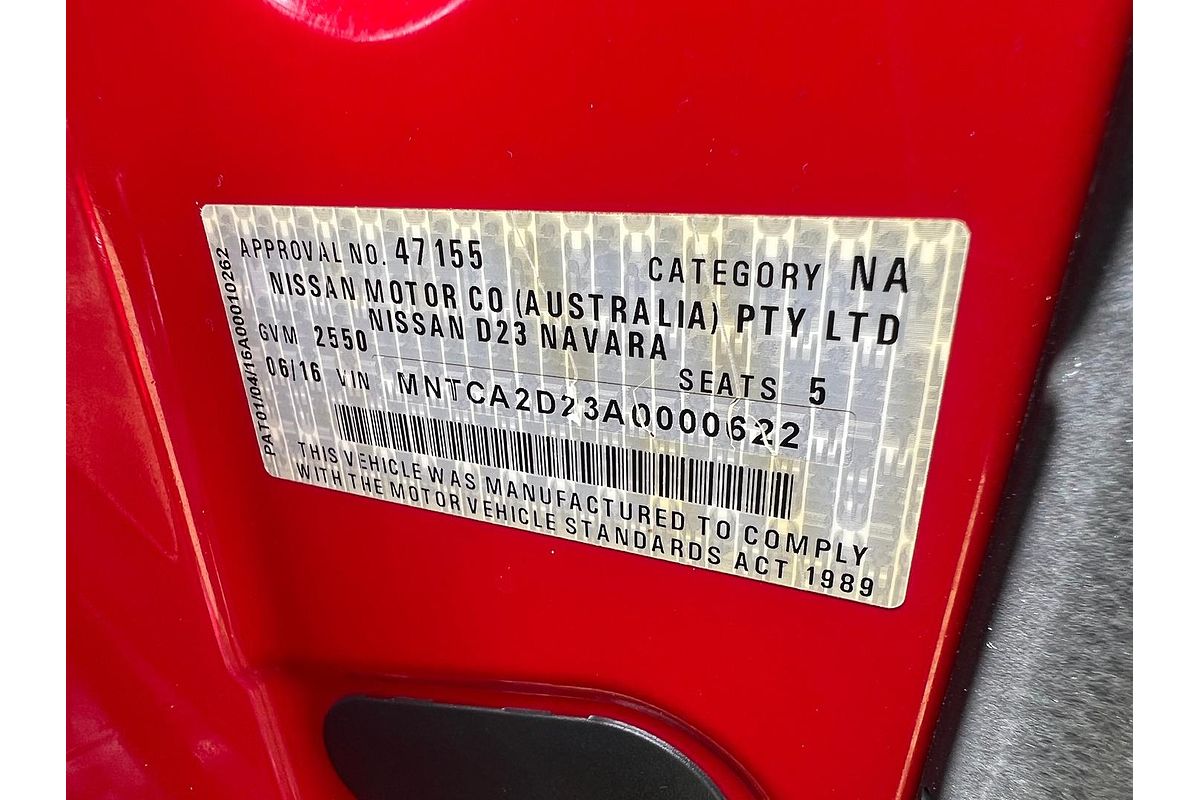 APPROVAL NO. 47155 CATEGORY NA
NISSAN MOTOR CO (AUSTRALIA) PTY LTD
NISSAN D23 NAVARA
GVM 2550 SEATS 5
06/16 VIN MNTCA2D23A0000622
THIS VEHICLE WAS MANUFACTURED TO COMPLY
WITH THE MOTOR VEHICLE STANDARDS ACT 1989
PAT01/04/16A00010262